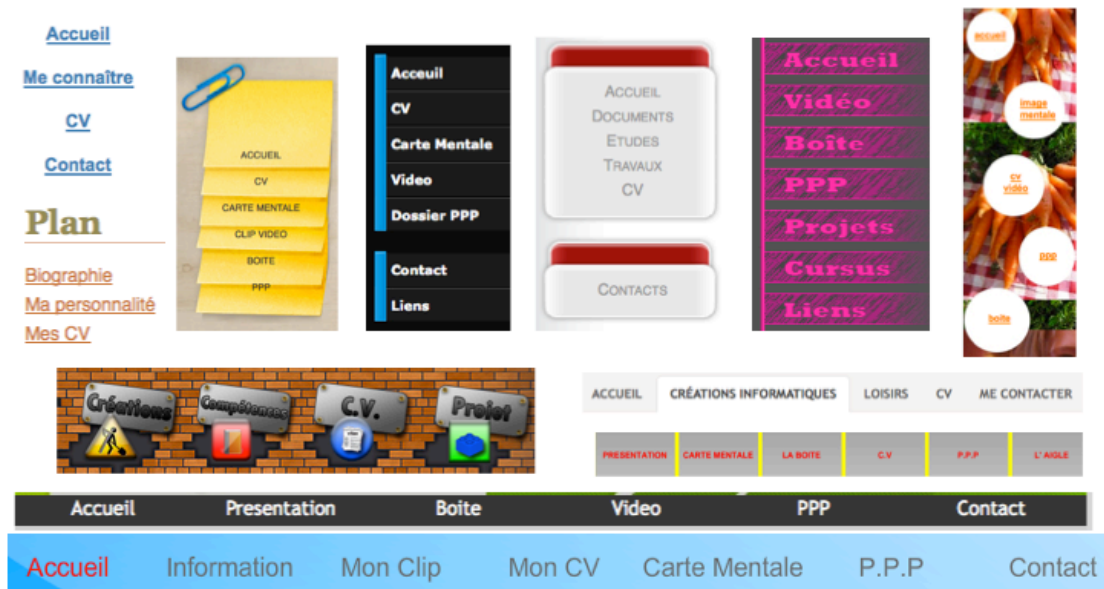 Accueil
Me connaître
CV
Contact
Plan
Biographie
Ma personnalité
Mes CV
ACCUEIL
CV
CARTE MENTALE
CLIP VIDEO
BOITE
PPP
Acceuil
CV
Carte Mentale
Video
Dossier PPP
Contact
Liens
ACCUEIL
DOCUMENTS
ETUDES
TRAVAUX
CV
CONTACTS
Accueil
Vidéo
Boîte
PPP
Projets
Cursus
Liens
accueil
image
mentale
cv
vidéo
ppp
boite
Créations Compétences C.V. Projet
ACCUEIL CRÉATIONS INFORMATIQUES LOISIRS CV ME CONTACTER
PRESENTATION CARTE MENTALE LA BOITE C.V P.P.P L' AIGLE
Accueil Presentation Boite Video PPP Contact
Accueil Information Mon Clip Mon CV Carte Mentale P.P.P Contact